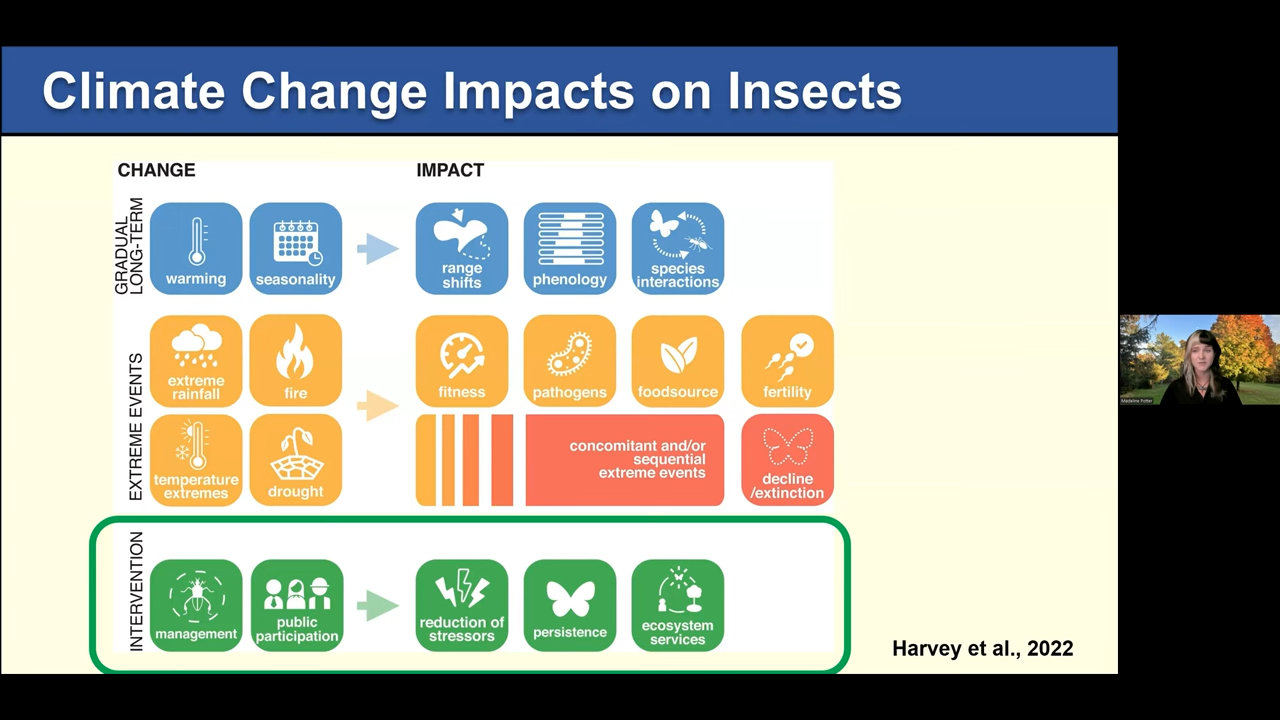 Climate Change Impacts on Insects
CHANGE
IMPACT
GRADUAL
LONG-TERM
warming
seasonality
range
shifts
phenology
species
interactions
EXTREME EVENTS
extreme
rainfall
fire
fitness
pathogens
foodsource
fertility
temperature
extremes
drought
concomitant and/or
sequential
extreme events
decline
/extinction
INTERVENTION
management
public
participation
reduction of
stressors
persistence
ecosystem
services
Harvey et al., 2022
Madeline Potter